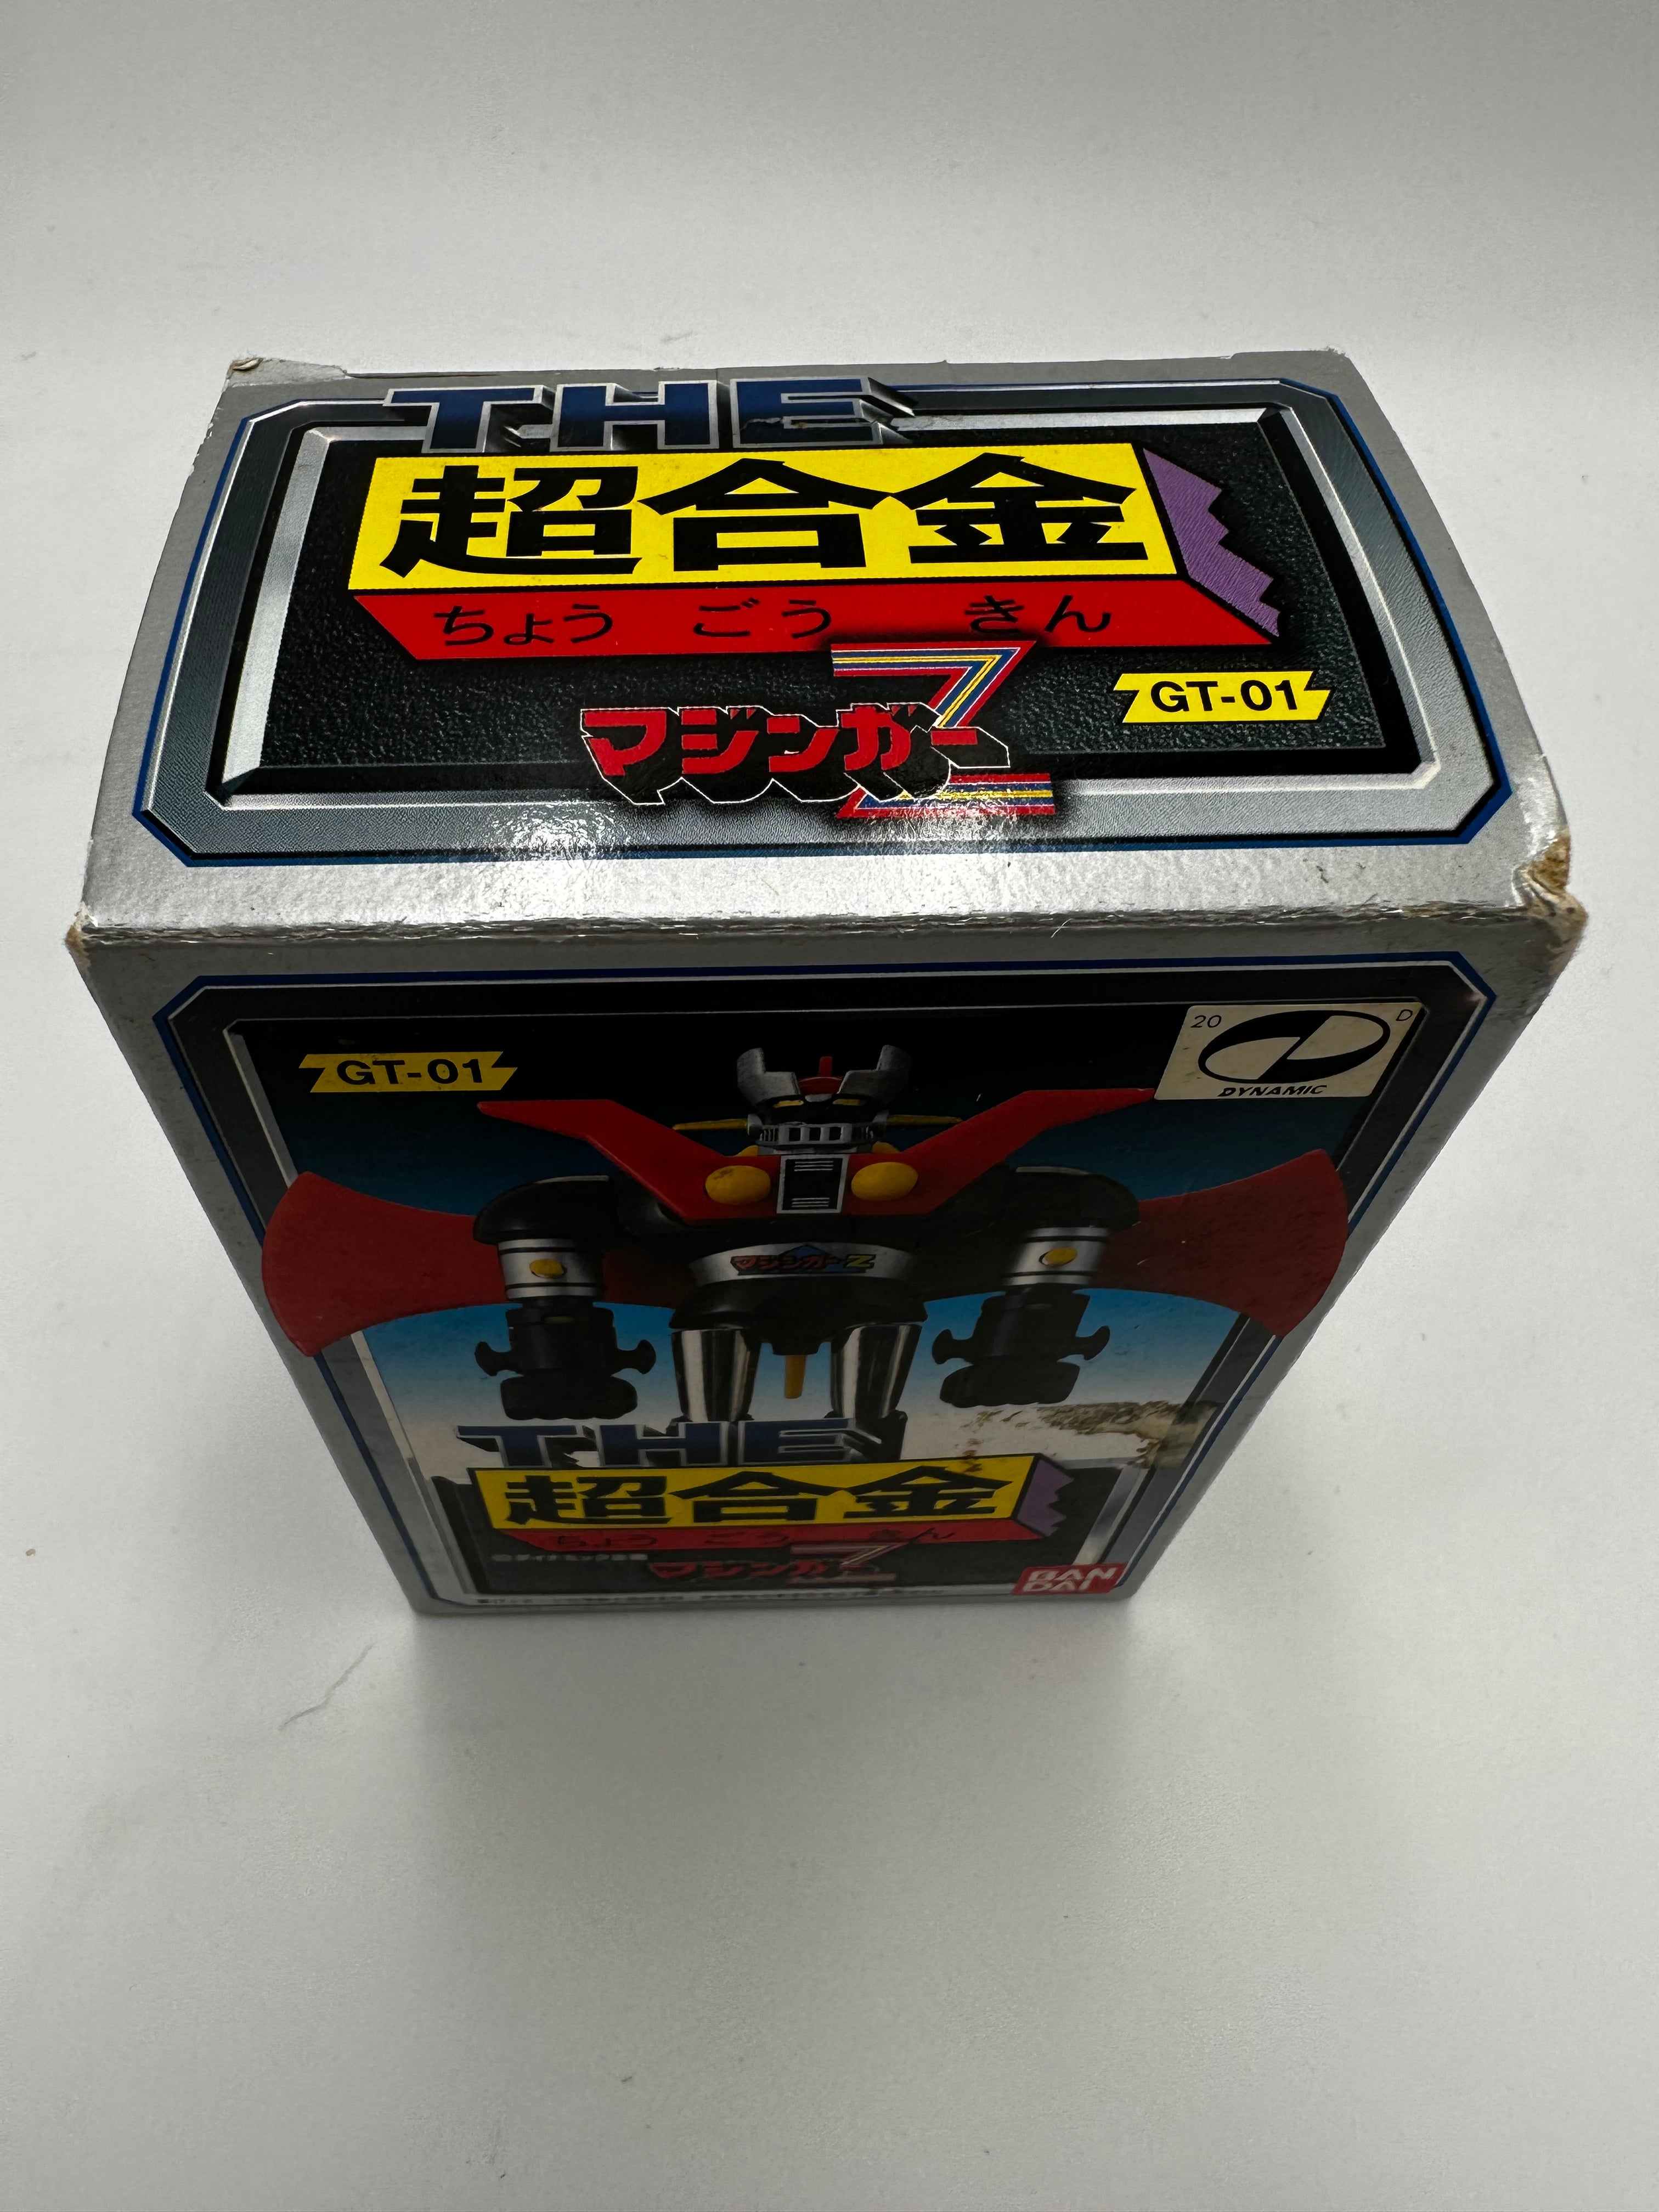 THE
超合金
ちょう ごう きん
マジンガーZ
GT-01
GT-01
20 D
DYNAMIC
マジンガーZ
THE
超合金
ちょう ごう きん
マジンガーZ
BAN
DAI